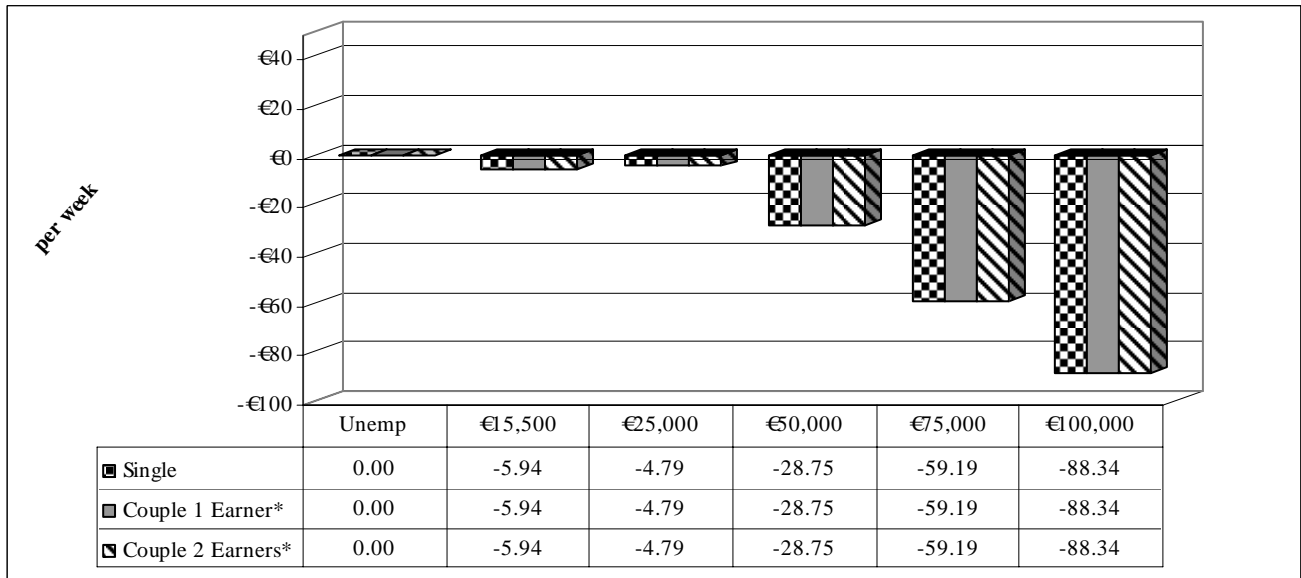 €40
€20
€0
-€20
-€40
-€60
-€80
-€100
per week
Unemp €15,500 €25,000 €50,000 €75,000 €100,000
Single 0.00 -5.94 -4.79 -28.75 -59.19 -88.34
Couple 1 Earner* 0.00 -5.94 -4.79 -28.75 -59.19 -88.34
Couple 2 Earners* 0.00 -5.94 -4.79 -28.75 -59.19 -88.34